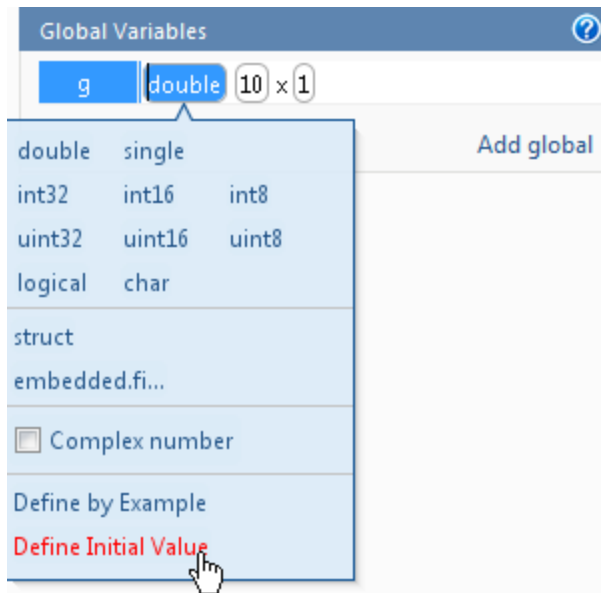 Global Variables ?
g double 10 x 1
Add global
double single
int32 int16 int8
uint32 uint16 uint8
logical char
struct
embedded.fi...
Complex number
Define by Example
Define Initial Value